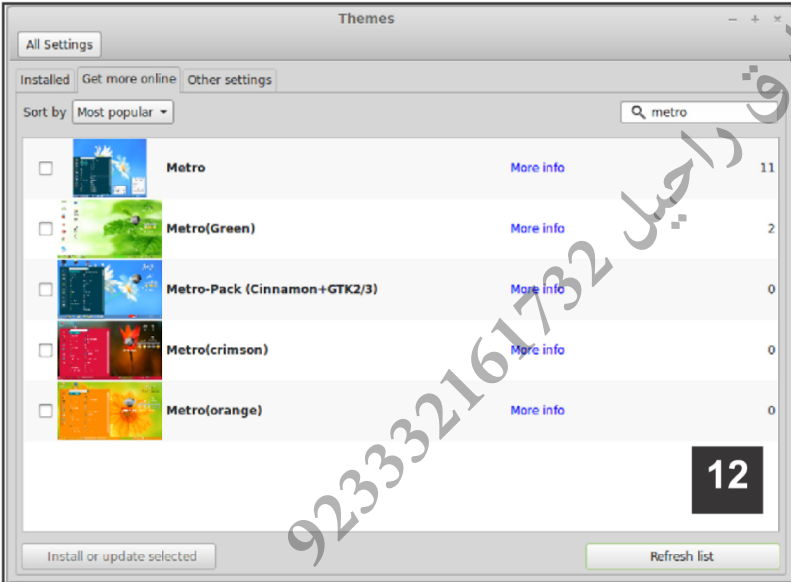 Themes
All Settings
Installed Get more online Other settings
Sort by Most popular metro
Metro More info 11
Metro(Green) More info 2
Metro-Pack (Cinnamon+GTK2/3) More info 0
Metro(crimson) More info 0
Metro(orange) More info 0
12
Install or update selected Refresh list
923332161732 راحیل